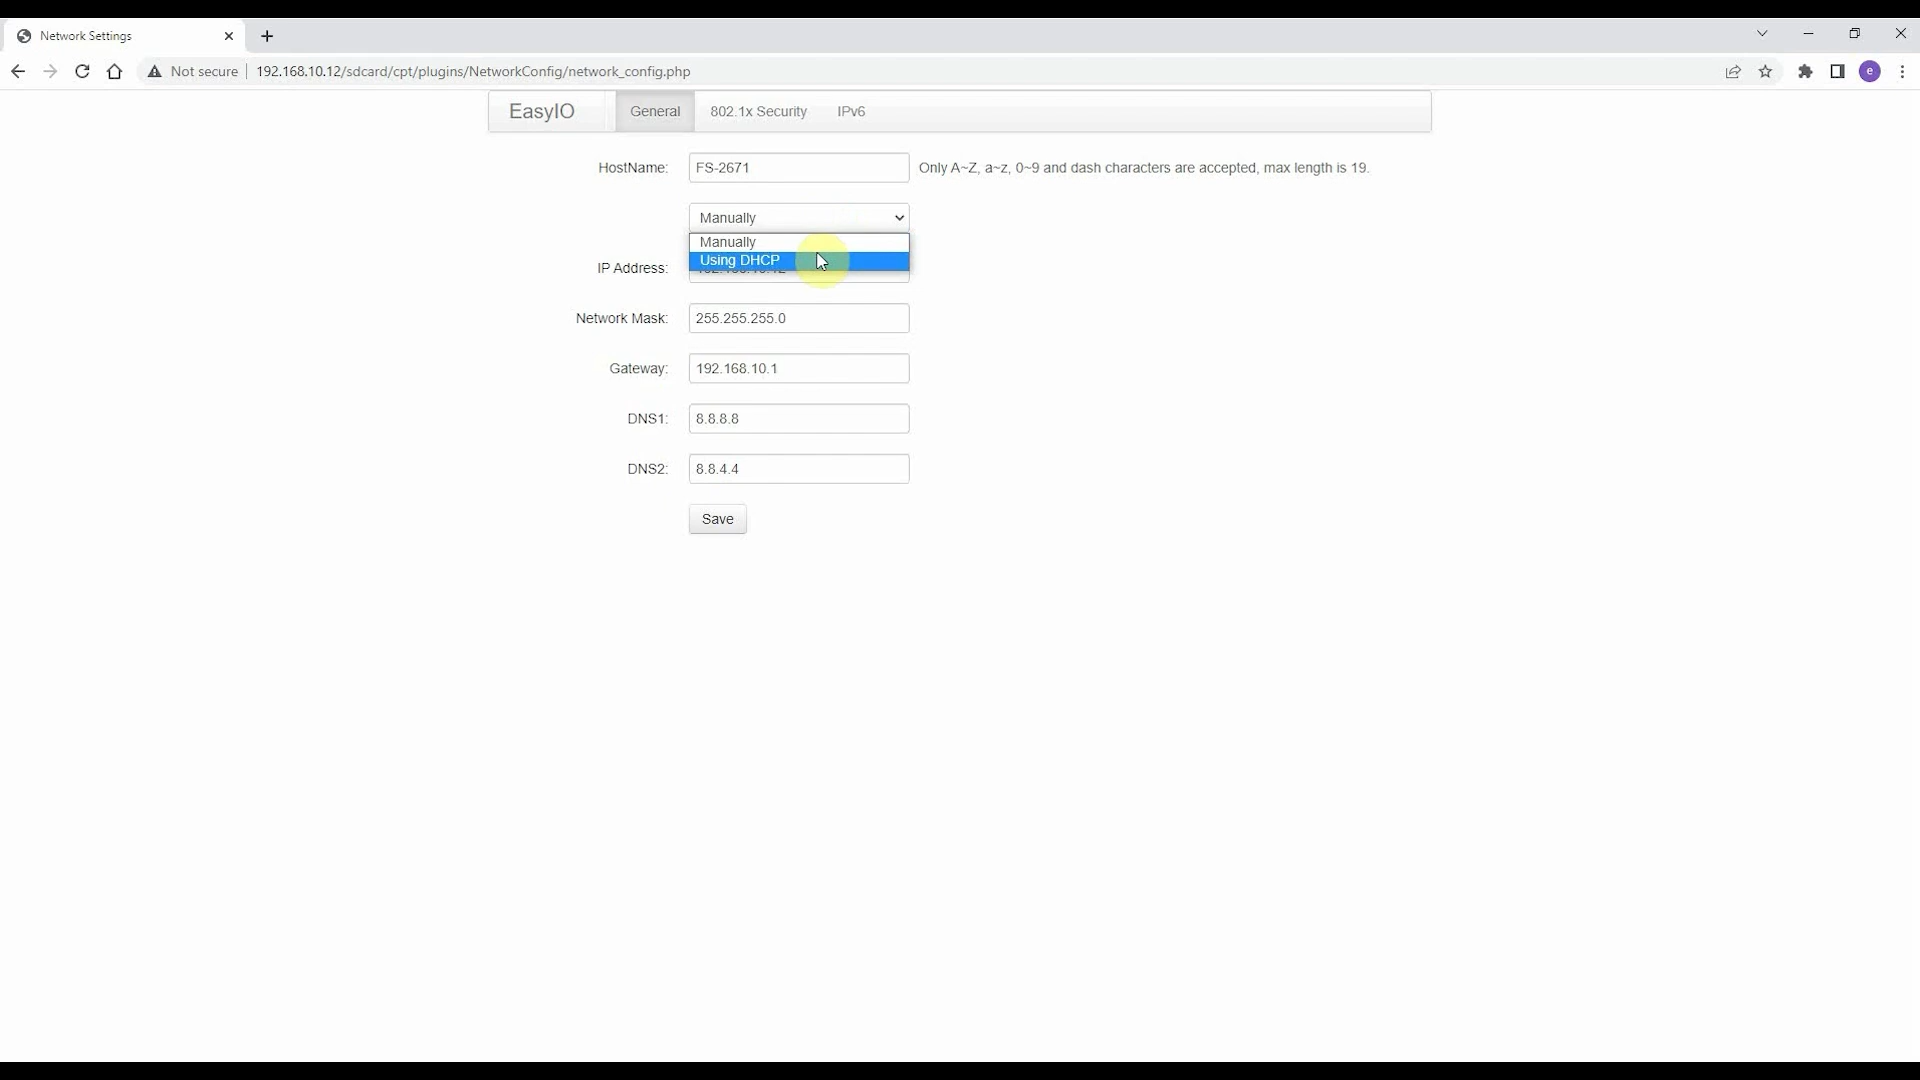 Network Settings
Not secure
192.168.10.12/sdcard/cpt/plugins/NetworkConfig/network_config.php
e
EasyIO
General
802.1x Security
IPv6
HostName:
FS-2671
Only A~Z, a~z, 0~9 and dash characters are accepted, max length is 19.
Manually
Manually
Using DHCP
IP Address:
Network Mask:
255.255.255.0
Gateway:
192.168.10.1
DNS1:
8.8.8.8
DNS2:
8.8.4.4
Save